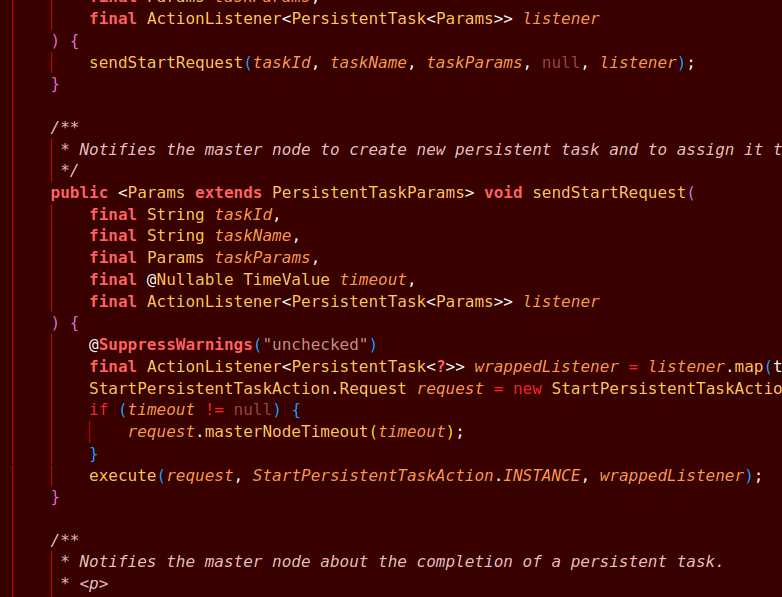 final Params taskParams,
final ActionListener<PersistentTask<Params>> listener
) {
sendStartRequest(taskId, taskName, taskParams, null, listener);
}
/**
* Notifies the master node to create new persistent task and to assign it t
*/
public <Params extends PersistentTaskParams> void sendStartRequest(
final String taskId,
final String taskName,
final Params taskParams,
final @Nullable TimeValue timeout,
final ActionListener<PersistentTask<Params>> listener
) {
@SuppressWarnings("unchecked")
final ActionListener<PersistentTask<?>> wrappedListener = listener.map(t
StartPersistentTaskAction.Request request = new StartPersistentTaskActio
if (timeout != null) {
request.masterNodeTimeout(timeout);
}
execute(request, StartPersistentTaskAction.INSTANCE, wrappedListener);
}
/**
* Notifies the master node about the completion of a persistent task.
* <p>